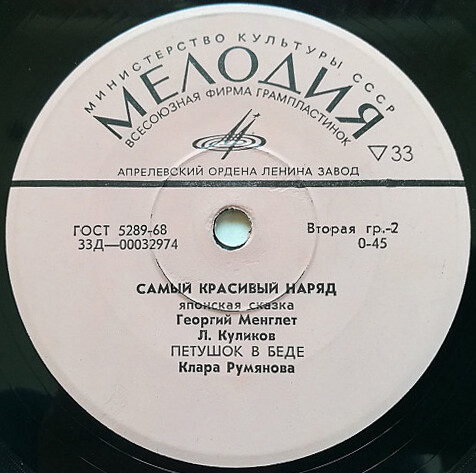 МИНИСТЕРСТВО КУЛЬТУРЫ СССР
МЕЛОДИЯ
ВСЕСОЮЗНАЯ ФИРМА ГРАМПЛАСТИНОК
▽33
АПРЕЛЕВСКИЙ ОРДЕНА ЛЕНИНА ЗАВОД
ГОСТ 5289-68
33Д—00032974
Вторая гр.-2
0-45
САМЫЙ КРАСИВЫЙ НАРЯД
японская сказка
Георгий Менглет
Л. Куликов
ПЕТУШОК В БЕДЕ
Клара Румянова